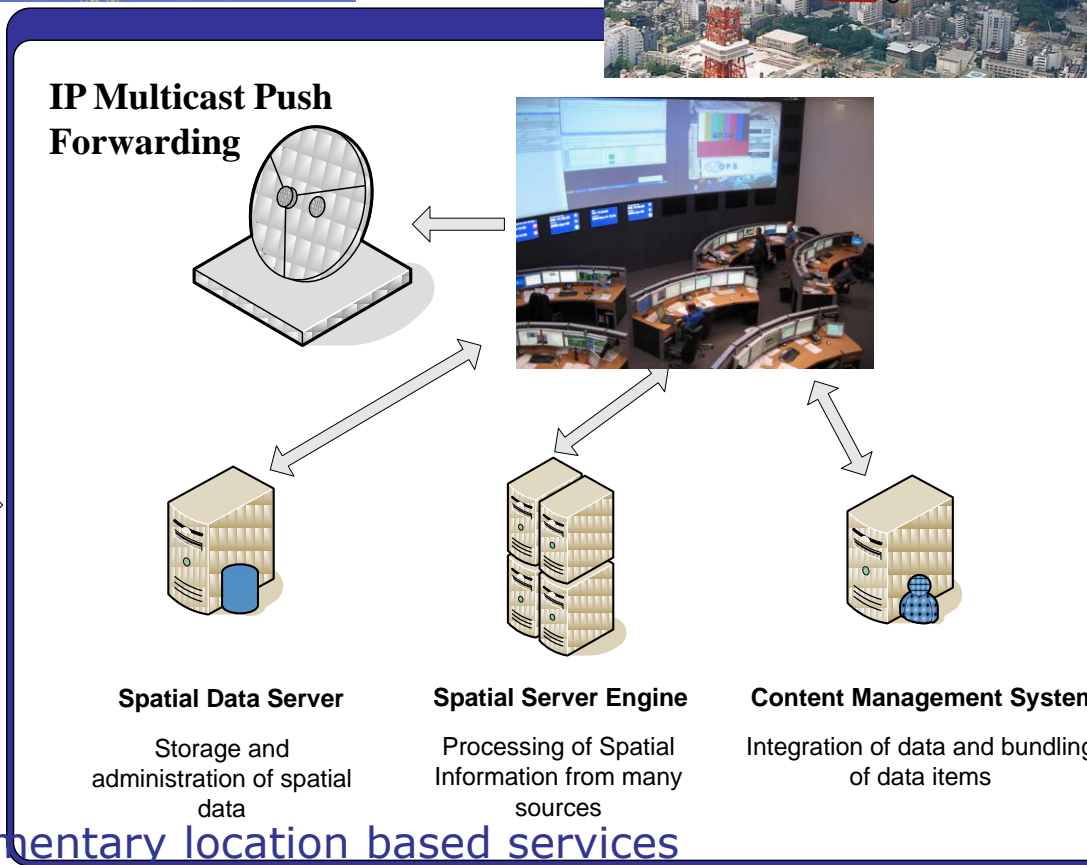 IP Multicast Push
Forwarding
OPS
Spatial Data Server
Storage and
administration of spatial
data
Spatial Server Engine
Processing of Spatial
Information from many
sources
Content Management System
Integration of data and bundling
of data items
mentary location based services